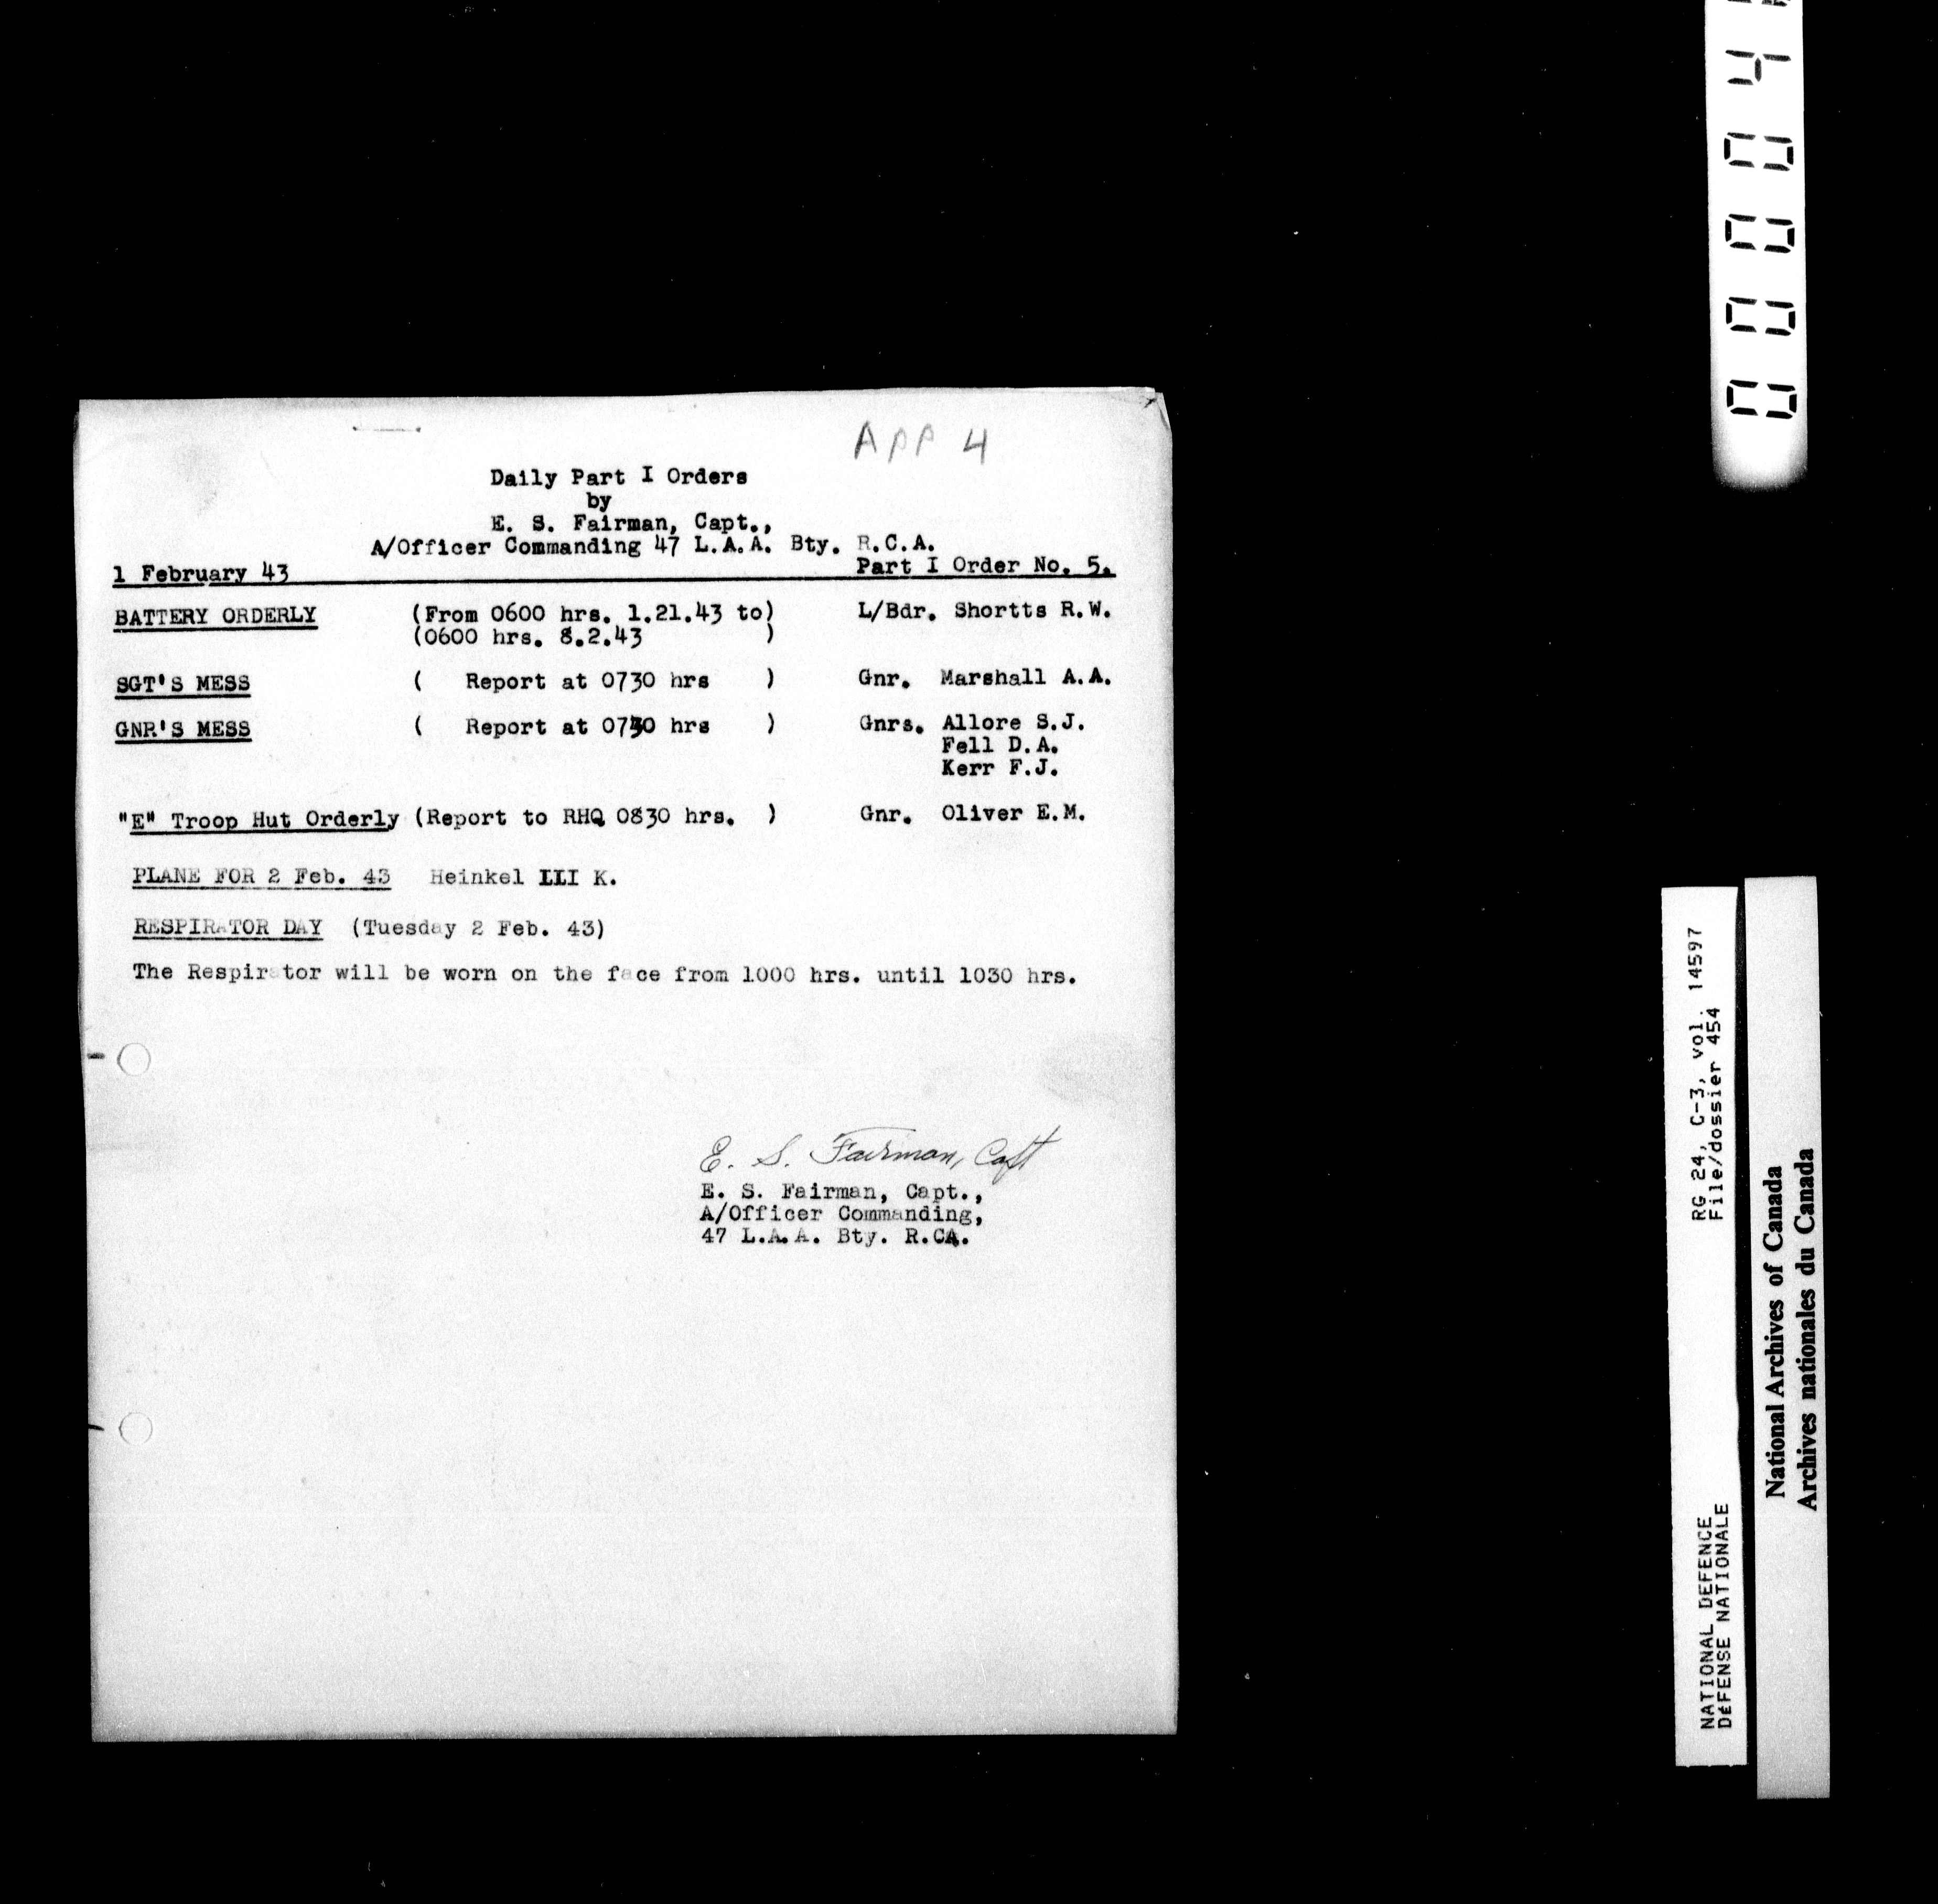 APP 4
Daily Part I Orders
by
E. S. Fairman, Capt.,
A/Officer Commanding 47 L.A.A. Bty. R.C.A.
1 February 43 Part I Order No. 5.
BATTERY ORDERLY (From 0600 hrs. 1.21.43 to) L/Bdr. Shortts R.W.
(0600 hrs. 8.2.43 )
SGT'S MESS ( Report at 0730 hrs ) Gnr. Marshall A.A.
GNR'S MESS ( Report at 0730 hrs ) Gnrs. Allore S.J.
Fell D.A.
Kerr F.J.
"E" Troop Hut Orderly (Report to RHQ 0830 hrs. ) Gnr. Oliver E.M.
PLANE FOR 2 Feb. 43 Heinkel III K.
RESPIRATOR DAY (Tuesday 2 Feb. 43)
The Respirator will be worn on the face from 1000 hrs. until 1030 hrs.
E. S. Fairman, Capt
E. S. Fairman, Capt.,
A/Officer Commanding,
47 L.A.A. Bty. R.CA.
RG 24, C-3, vol. 14597
File/dossier 454
NATIONAL DEFENCE
DÉFENSE NATIONALE
National Archives of Canada
Archives nationales du Canada